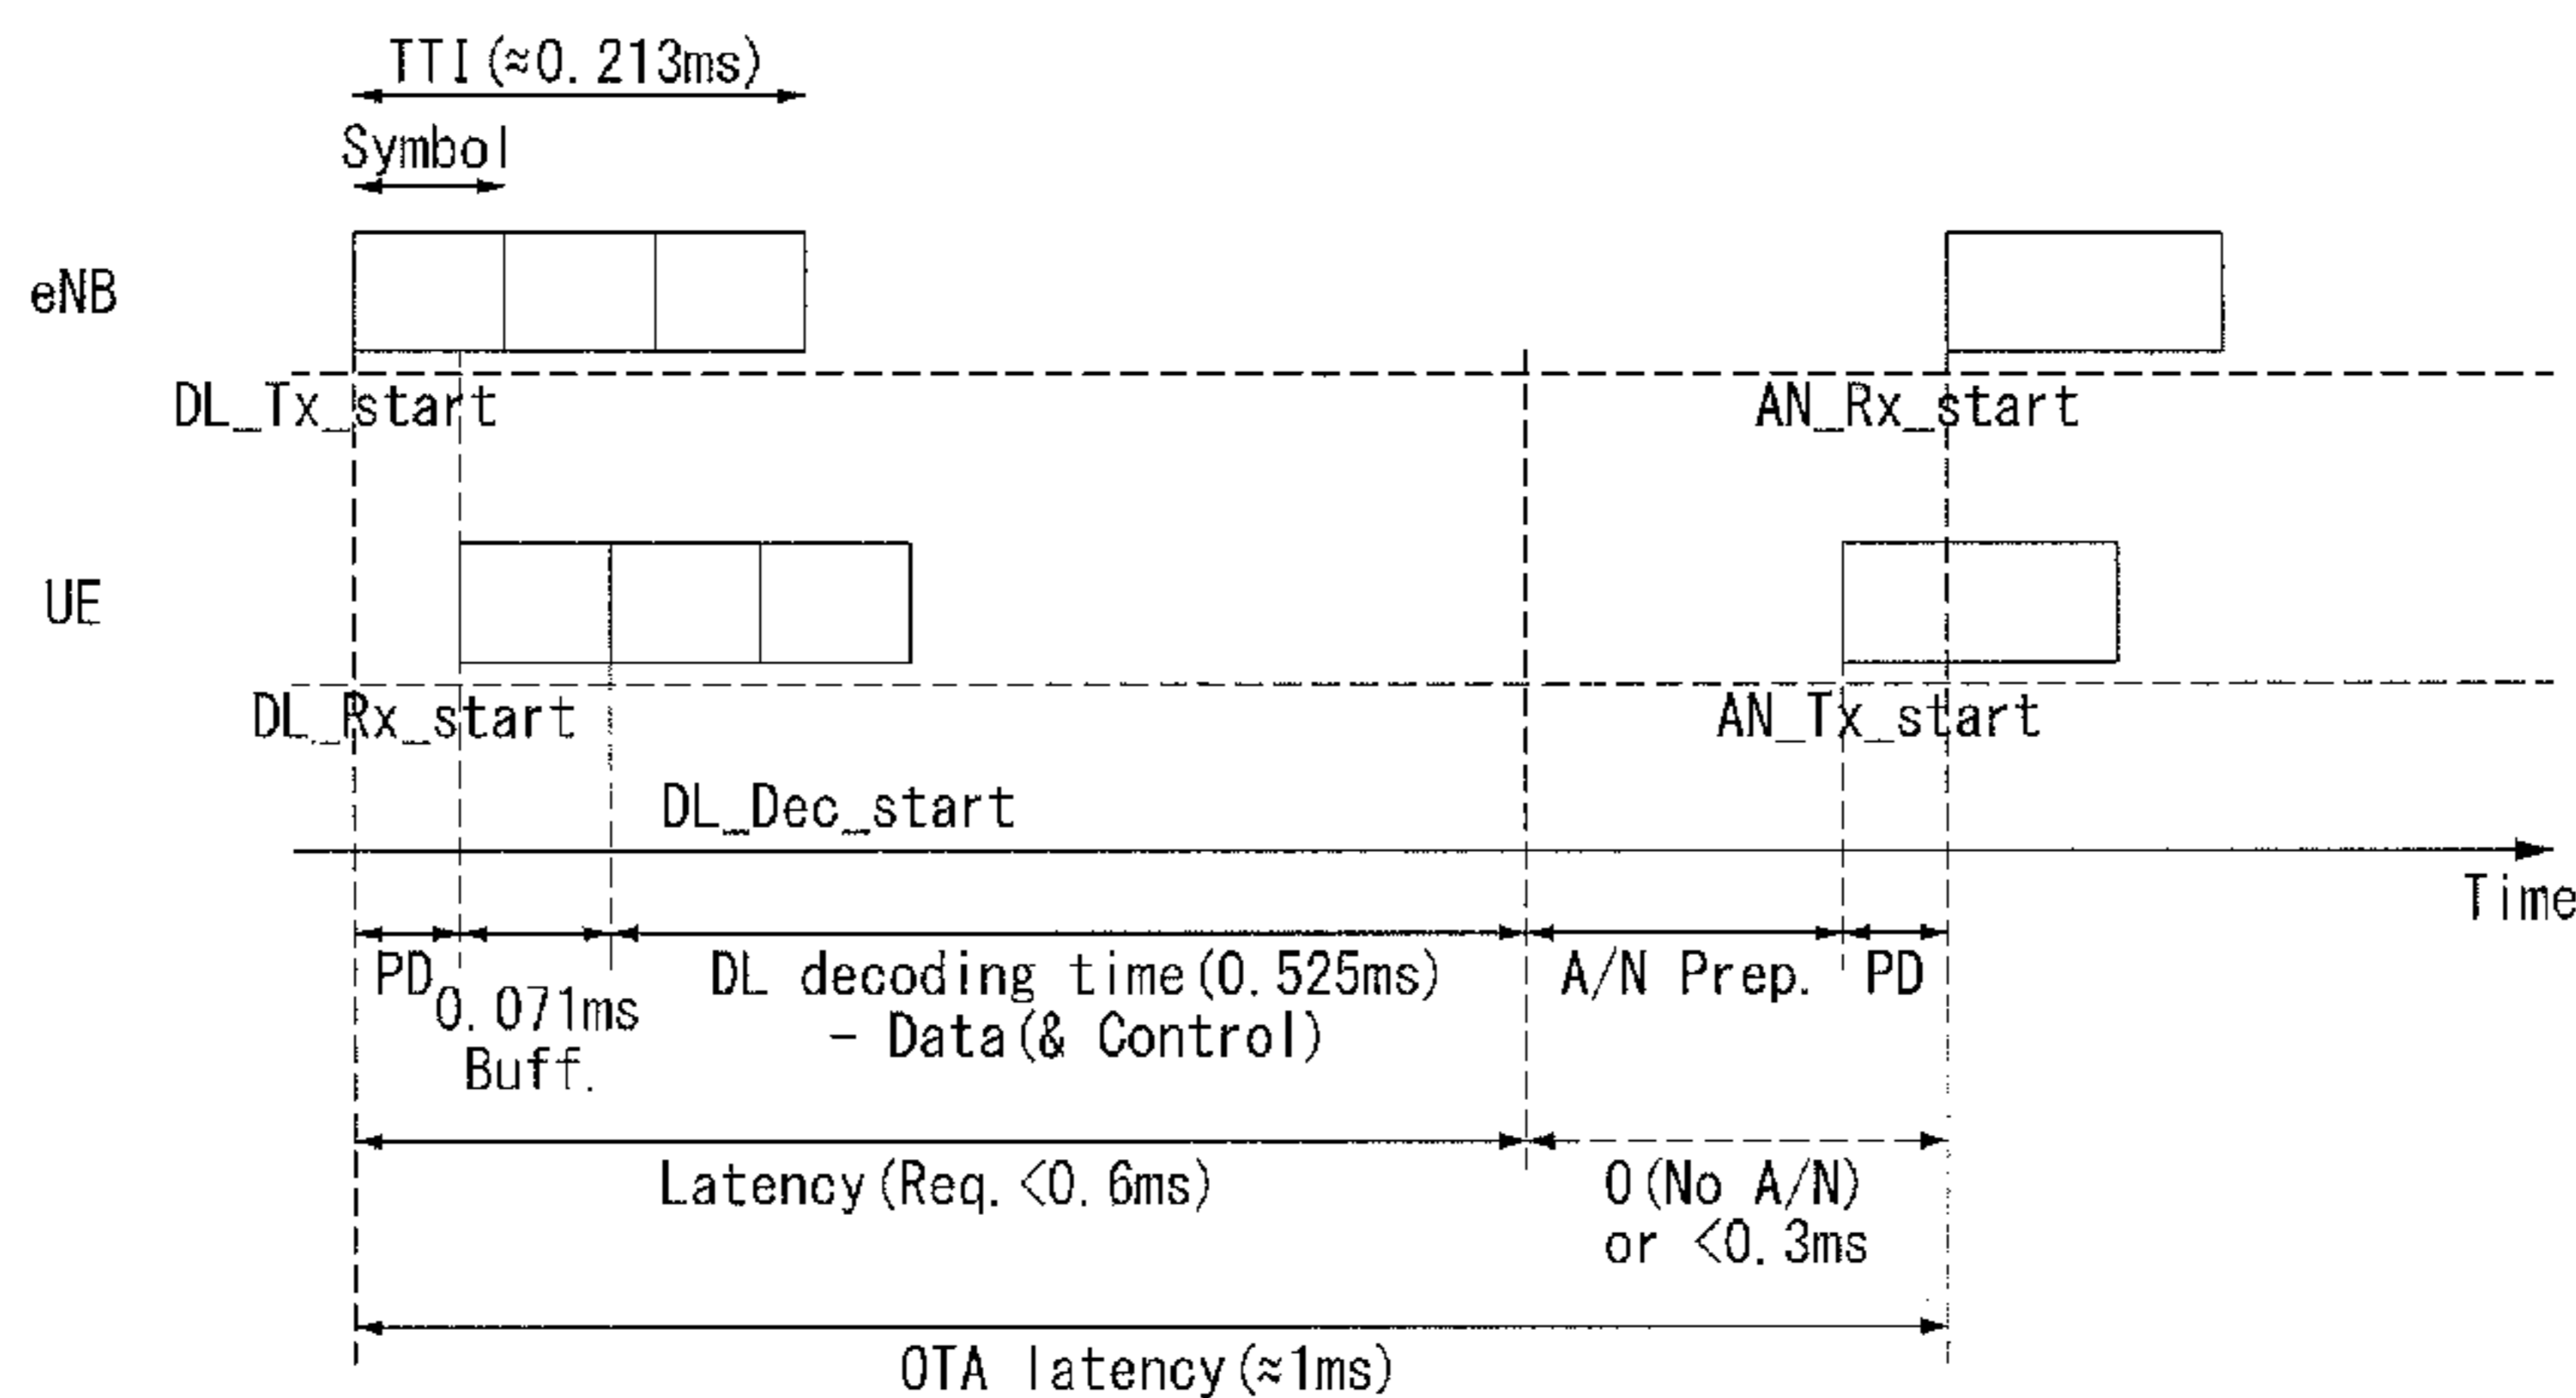 TTI(≈0.213ms)
Symbol
eNB
DL_Tx_start
AN_Rx_start
UE
DL_Rx_start
AN_Tx_start
DL_Dec_start
Time
PD
0.071ms
Buff.
DL decoding time(0.525ms)
- Data(& Control)
A/N Prep.
PD
Latency(Req.<0.6ms)
0(No A/N)
or <0.3ms
OTA latency(≈1ms)